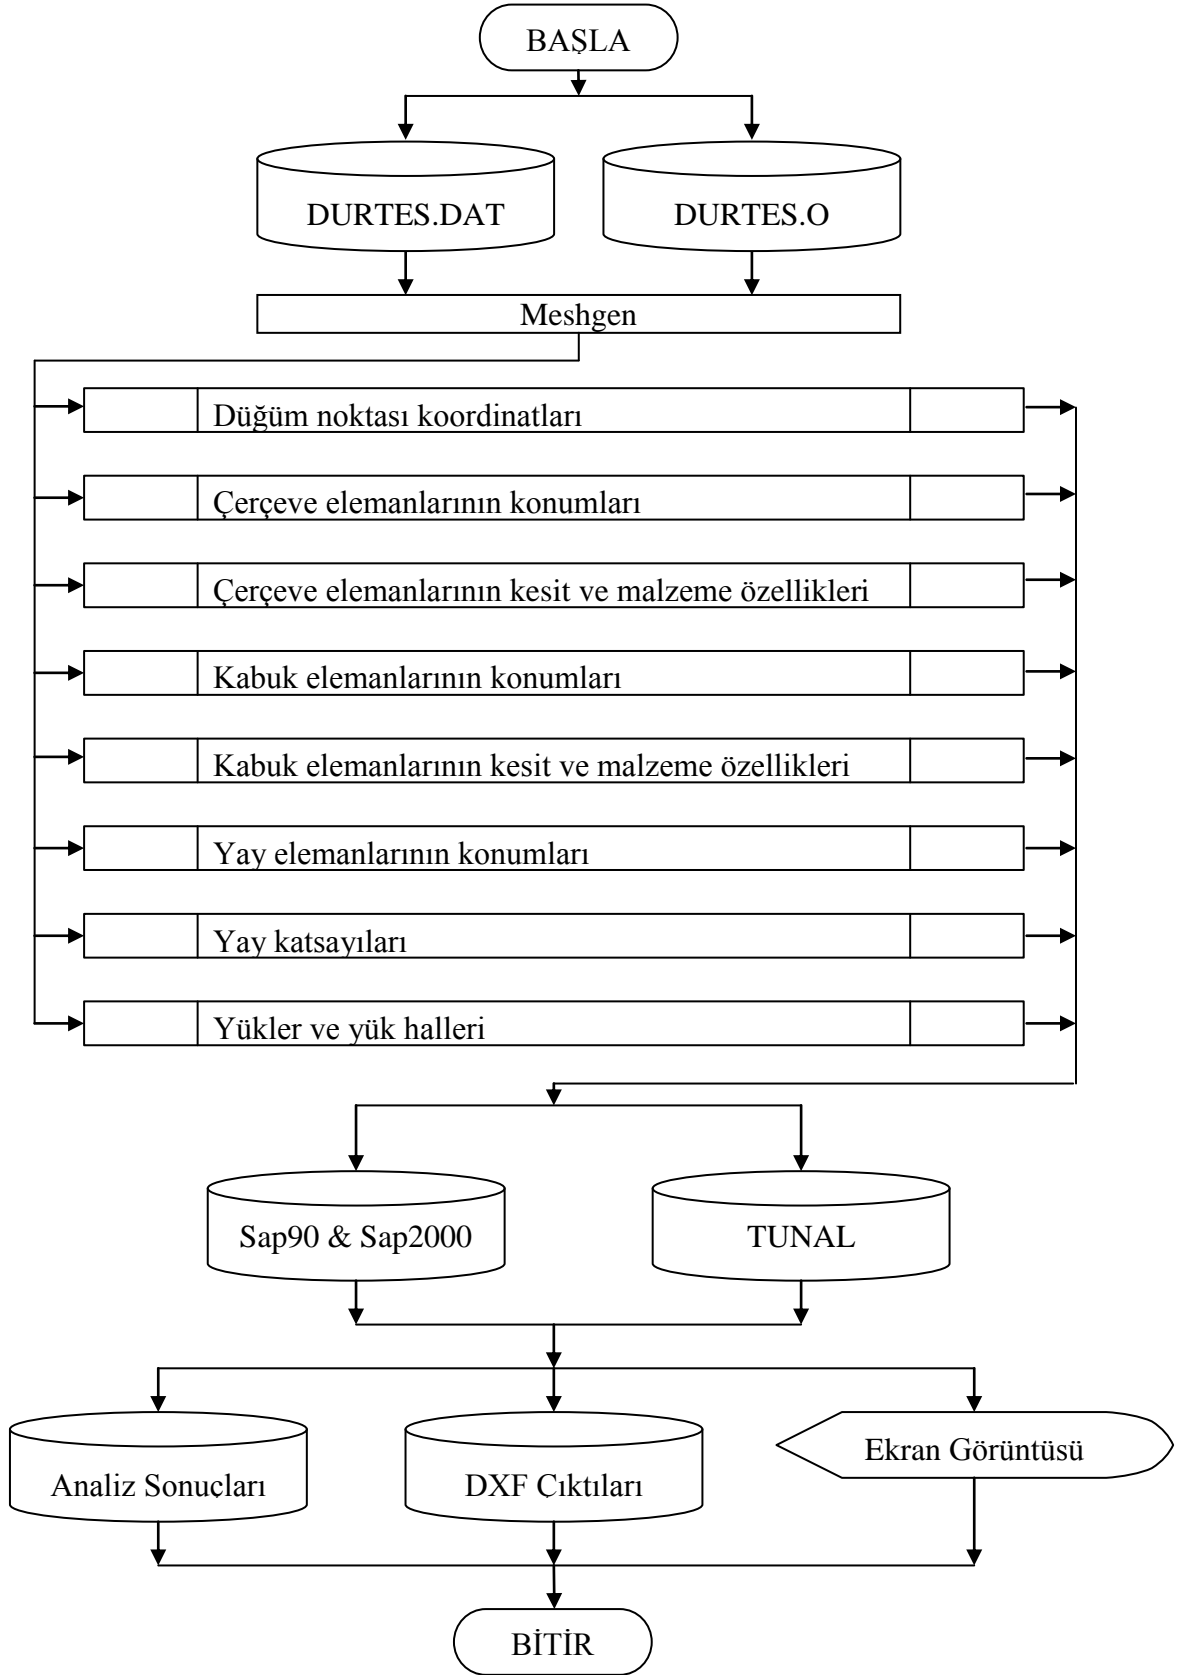 BAŞLA
DURTES.DAT
DURTES.O
Meshgen
Düğüm noktası koordinatları
Çerçeve elemanlarının konumları
Çerçeve elemanlarının kesit ve malzeme özellikleri
Kabuk elemanlarının konumları
Kabuk elemanlarının kesit ve malzeme özellikleri
Yay elemanlarının konumları
Yay katsayıları
Yükler ve yük halleri
Sap90 & Sap2000
TUNAL
Analiz Sonuçları
DXF Çıktıları
Ekran Görüntüsü
BİTİR